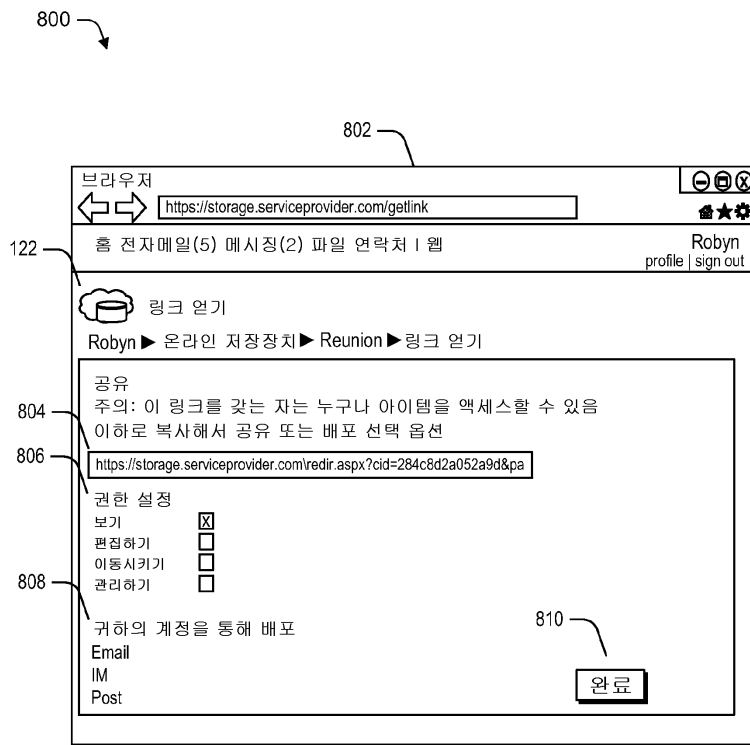 800
802
브라우저
https://storage.serviceprovider.com/getlink
홈 전자메일(5) 메시징(2) 파일 연락처 | 웹
Robyn
profile | sign out
122
링크 얻기
Robyn ▶ 온라인 저장장치 ▶ Reunion ▶ 링크 얻기
공유
주의: 이 링크를 갖는 자는 누구나 아이템을 액세스할 수 있음
이하로 복사해서 공유 또는 배포 선택 옵션
804
https://storage.serviceprovider.com\redir.aspx?cid=284c8d2a052a9d&pa
806
권한 설정
보기 X
편집하기
이동시키기
관리하기
808
귀하의 계정을 통해 배포
Email
IM
Post
810
완료